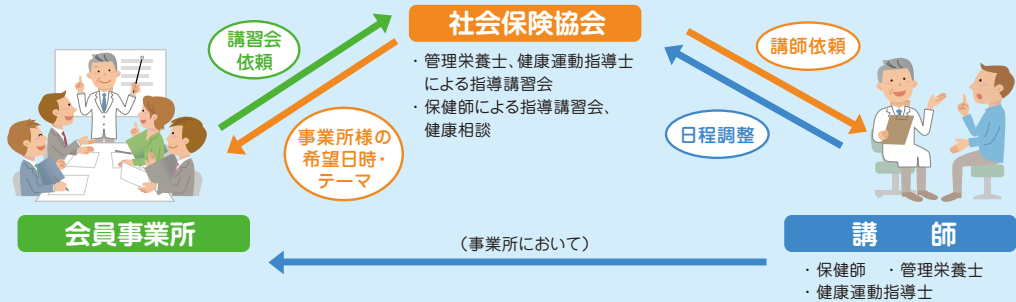 社会保険協会
・管理栄養士、健康運動指導士
による指導講習会
・保健師による指導講習会、
健康相談
講習会
依頼
事業所様の
希望日時・
テーマ
講師依頼
日程調整
会員事業所
（事業所において）
講　師
・保健師　・管理栄養士
・健康運動指導士